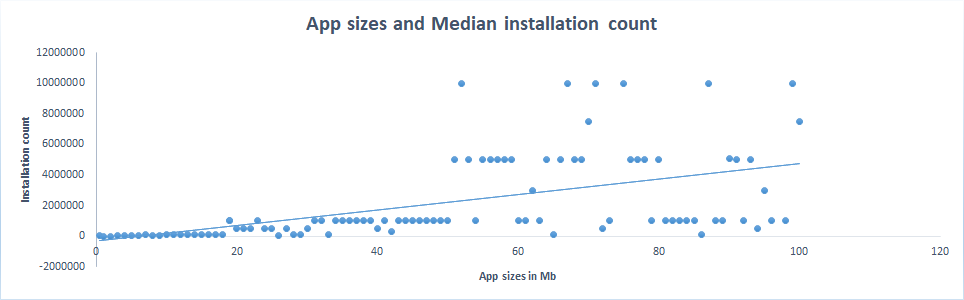 App sizes and Median installation count
12000000
10000000
8000000
6000000
4000000
2000000
0
-2000000
Installation count
0 20 40 60 80 100 120
App sizes in Mb